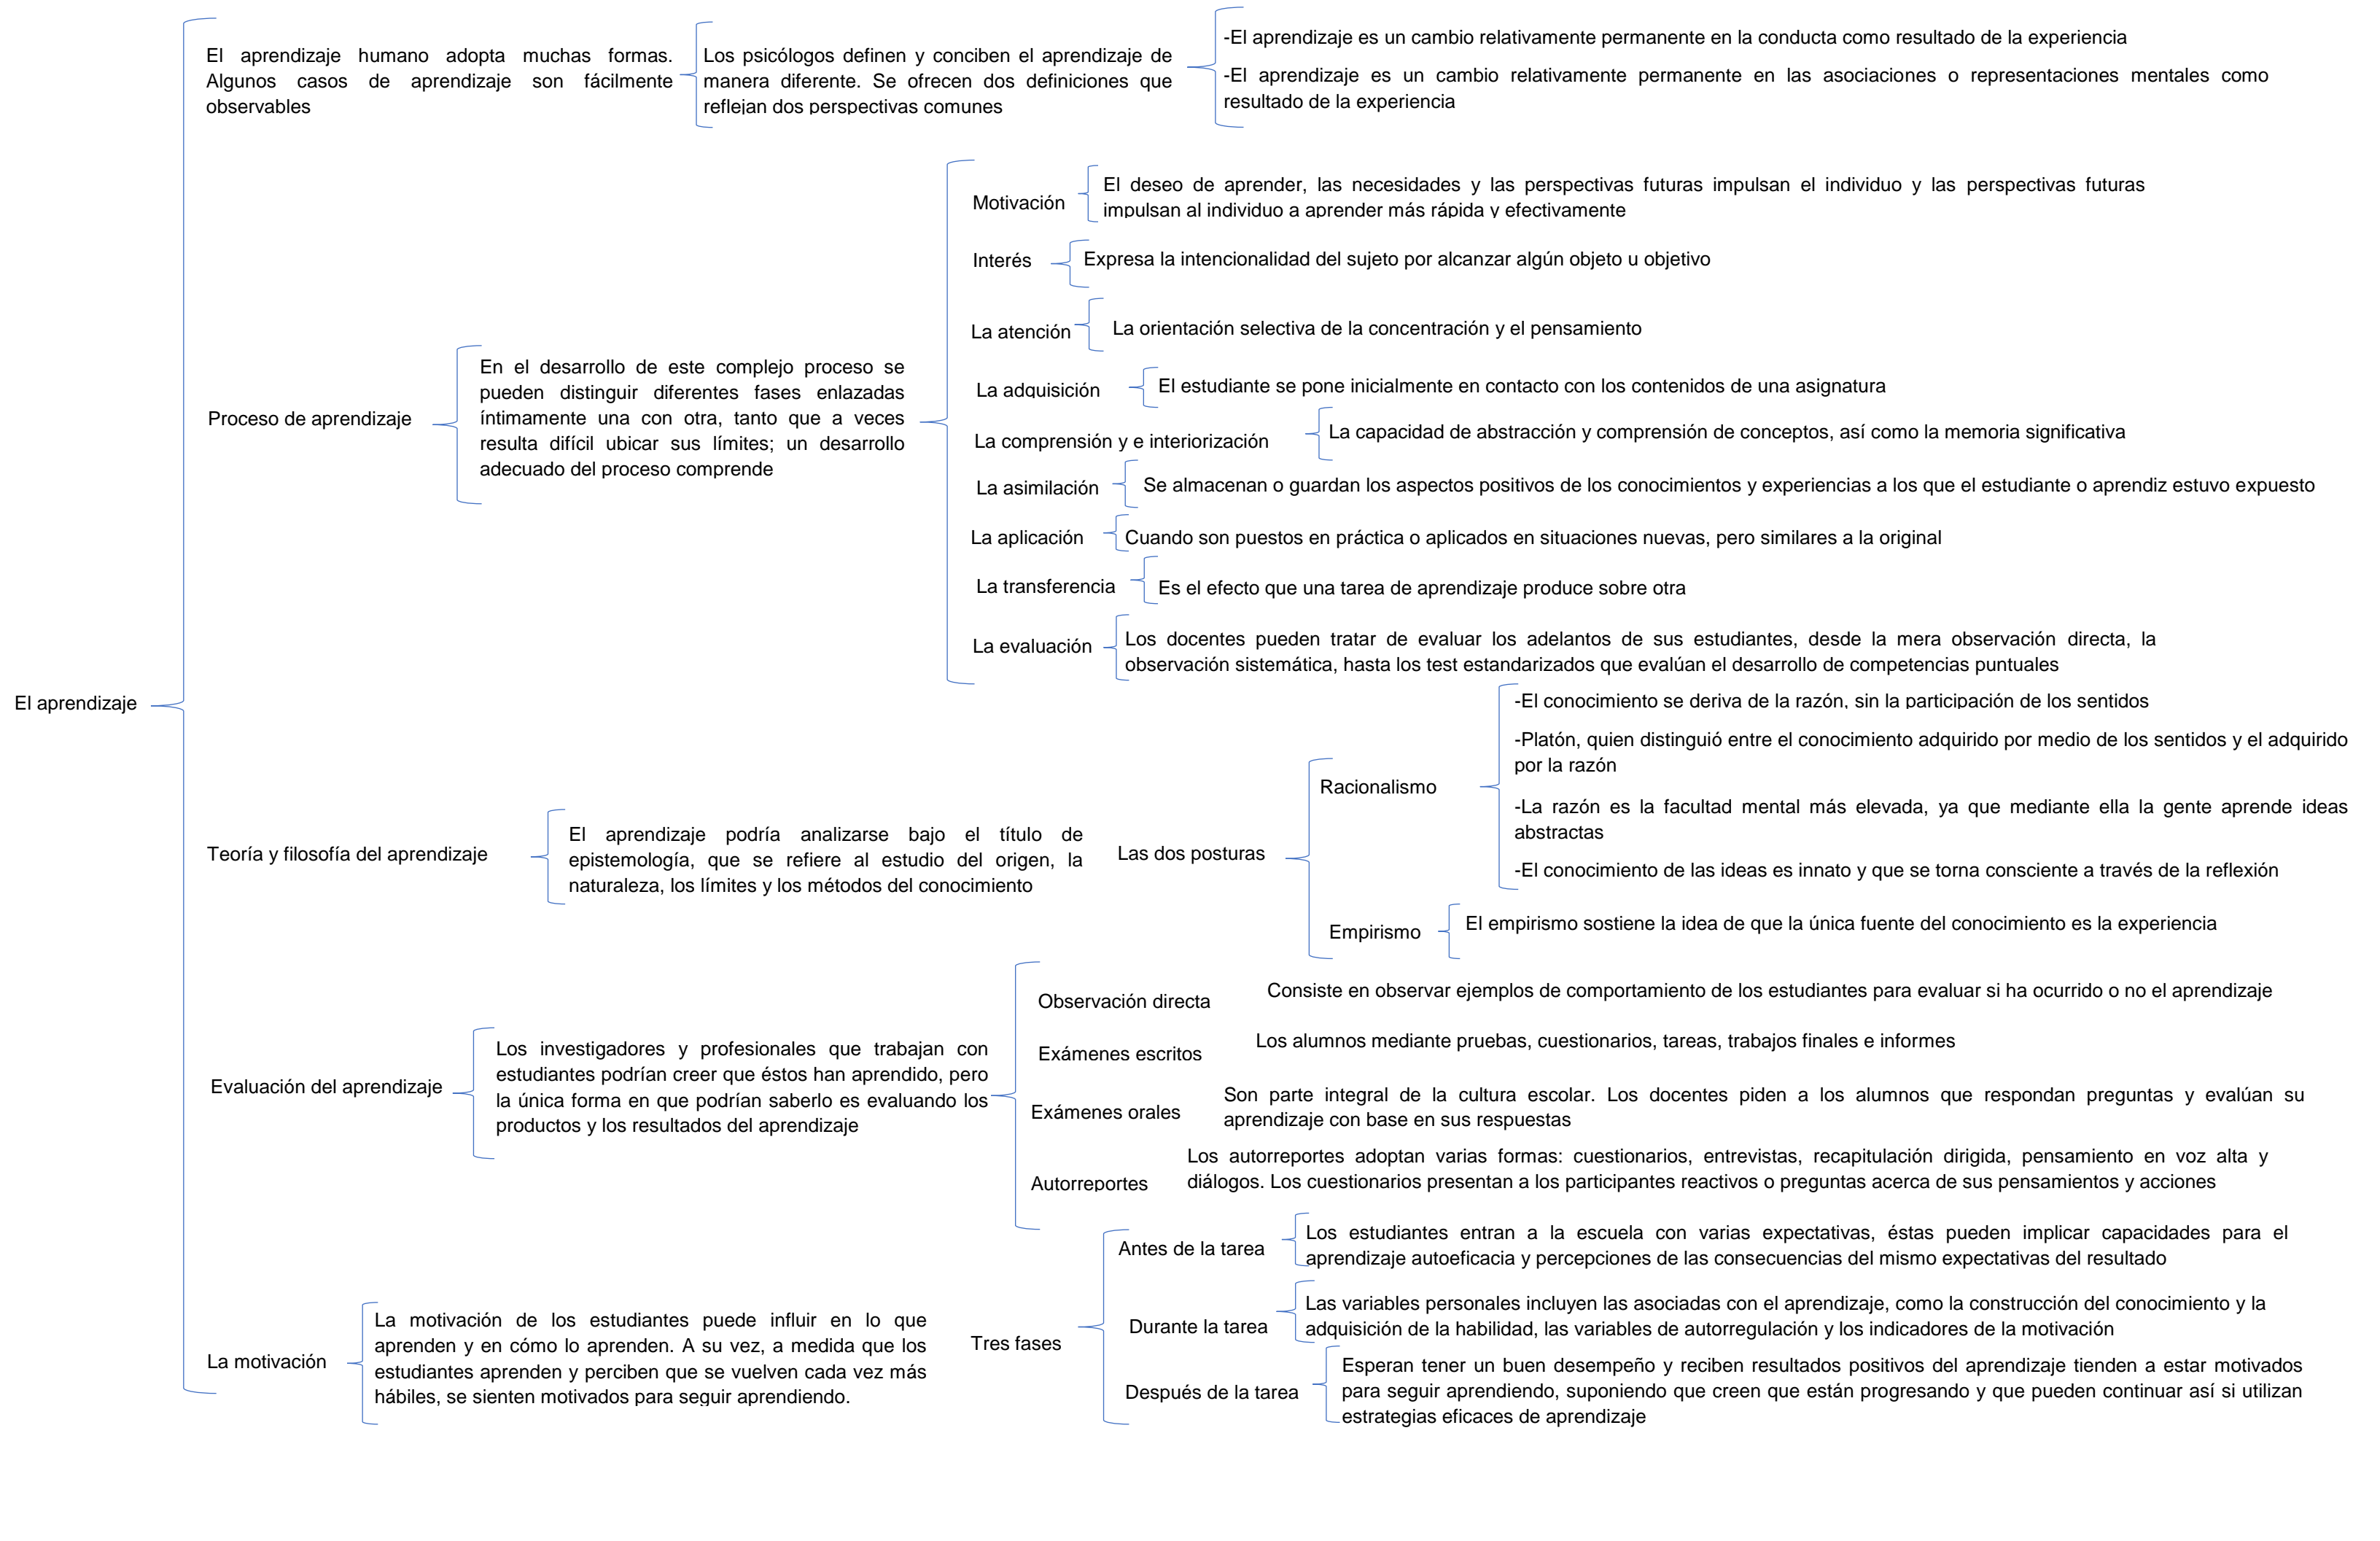 El aprendizaje
El aprendizaje humano adopta muchas formas.
Algunos casos de aprendizaje son fácilmente
observables
Los psicólogos definen y conciben el aprendizaje de
manera diferente. Se ofrecen dos definiciones que
reflejan dos perspectivas comunes
-El aprendizaje es un cambio relativamente permanente en la conducta como resultado de la experiencia
-El aprendizaje es un cambio relativamente permanente en las asociaciones o representaciones mentales como
resultado de la experiencia
Proceso de aprendizaje
En el desarrollo de este complejo proceso se
pueden distinguir diferentes fases enlazadas
íntimamente una con otra, tanto que a veces
resulta difícil ubicar sus límites; un desarrollo
adecuado del proceso comprende
Motivación
El deseo de aprender, las necesidades y las perspectivas futuras impulsan el individuo y las perspectivas futuras
impulsan al individuo a aprender más rápida y efectivamente
Interés
Expresa la intencionalidad del sujeto por alcanzar algún objeto u objetivo
La atención
La orientación selectiva de la concentración y el pensamiento
La adquisición
El estudiante se pone inicialmente en contacto con los contenidos de una asignatura
La comprensión y e interiorización
La capacidad de abstracción y comprensión de conceptos, así como la memoria significativa
La asimilación
Se almacenan o guardan los aspectos positivos de los conocimientos y experiencias a los que el estudiante o aprendiz estuvo expuesto
La aplicación
Cuando son puestos en práctica o aplicados en situaciones nuevas, pero similares a la original
La transferencia
Es el efecto que una tarea de aprendizaje produce sobre otra
La evaluación
Los docentes pueden tratar de evaluar los adelantos de sus estudiantes, desde la mera observación directa, la
observación sistemática, hasta los test estandarizados que evalúan el desarrollo de competencias puntuales
Teoría y filosofía del aprendizaje
El aprendizaje podría analizarse bajo el título de
epistemología, que se refiere al estudio del origen, la
naturaleza, los límites y los métodos del conocimiento
Las dos posturas
Racionalismo
-El conocimiento se deriva de la razón, sin la participación de los sentidos
-Platón, quien distinguió entre el conocimiento adquirido por medio de los sentidos y el adquirido
por la razón
-La razón es la facultad mental más elevada, ya que mediante ella la gente aprende ideas
abstractas
-El conocimiento de las ideas es innato y que se torna consciente a través de la reflexión
Empirismo
El empirismo sostiene la idea de que la única fuente del conocimiento es la experiencia
Evaluación del aprendizaje
Los investigadores y profesionales que trabajan con
estudiantes podrían creer que éstos han aprendido, pero
la única forma en que podrían saberlo es evaluando los
productos y los resultados del aprendizaje
Observación directa
Consiste en observar ejemplos de comportamiento de los estudiantes para evaluar si ha ocurrido o no el aprendizaje
Exámenes escritos
Los alumnos mediante pruebas, cuestionarios, tareas, trabajos finales e informes
Exámenes orales
Son parte integral de la cultura escolar. Los docentes piden a los alumnos que respondan preguntas y evalúan su
aprendizaje con base en sus respuestas
Autorreportes
Los autorreportes adoptan varias formas: cuestionarios, entrevistas, recapitulación dirigida, pensamiento en voz alta y
diálogos. Los cuestionarios presentan a los participantes reactivos o preguntas acerca de sus pensamientos y acciones
La motivación
La motivación de los estudiantes puede influir en lo que
aprenden y en cómo lo aprenden. A su vez, a medida que los
estudiantes aprenden y perciben que se vuelven cada vez más
hábiles, se sienten motivados para seguir aprendiendo.
Tres fases
Antes de la tarea
Los estudiantes entran a la escuela con varias expectativas, éstas pueden implicar capacidades para el
aprendizaje autoeficacia y percepciones de las consecuencias del mismo expectativas del resultado
Durante la tarea
Las variables personales incluyen las asociadas con el aprendizaje, como la construcción del conocimiento y la
adquisición de la habilidad, las variables de autorregulación y los indicadores de la motivación
Después de la tarea
Esperan tener un buen desempeño y reciben resultados positivos del aprendizaje tienden a estar motivados
para seguir aprendiendo, suponiendo que creen que están progresando y que pueden continuar así si utilizan
estrategias eficaces de aprendizaje